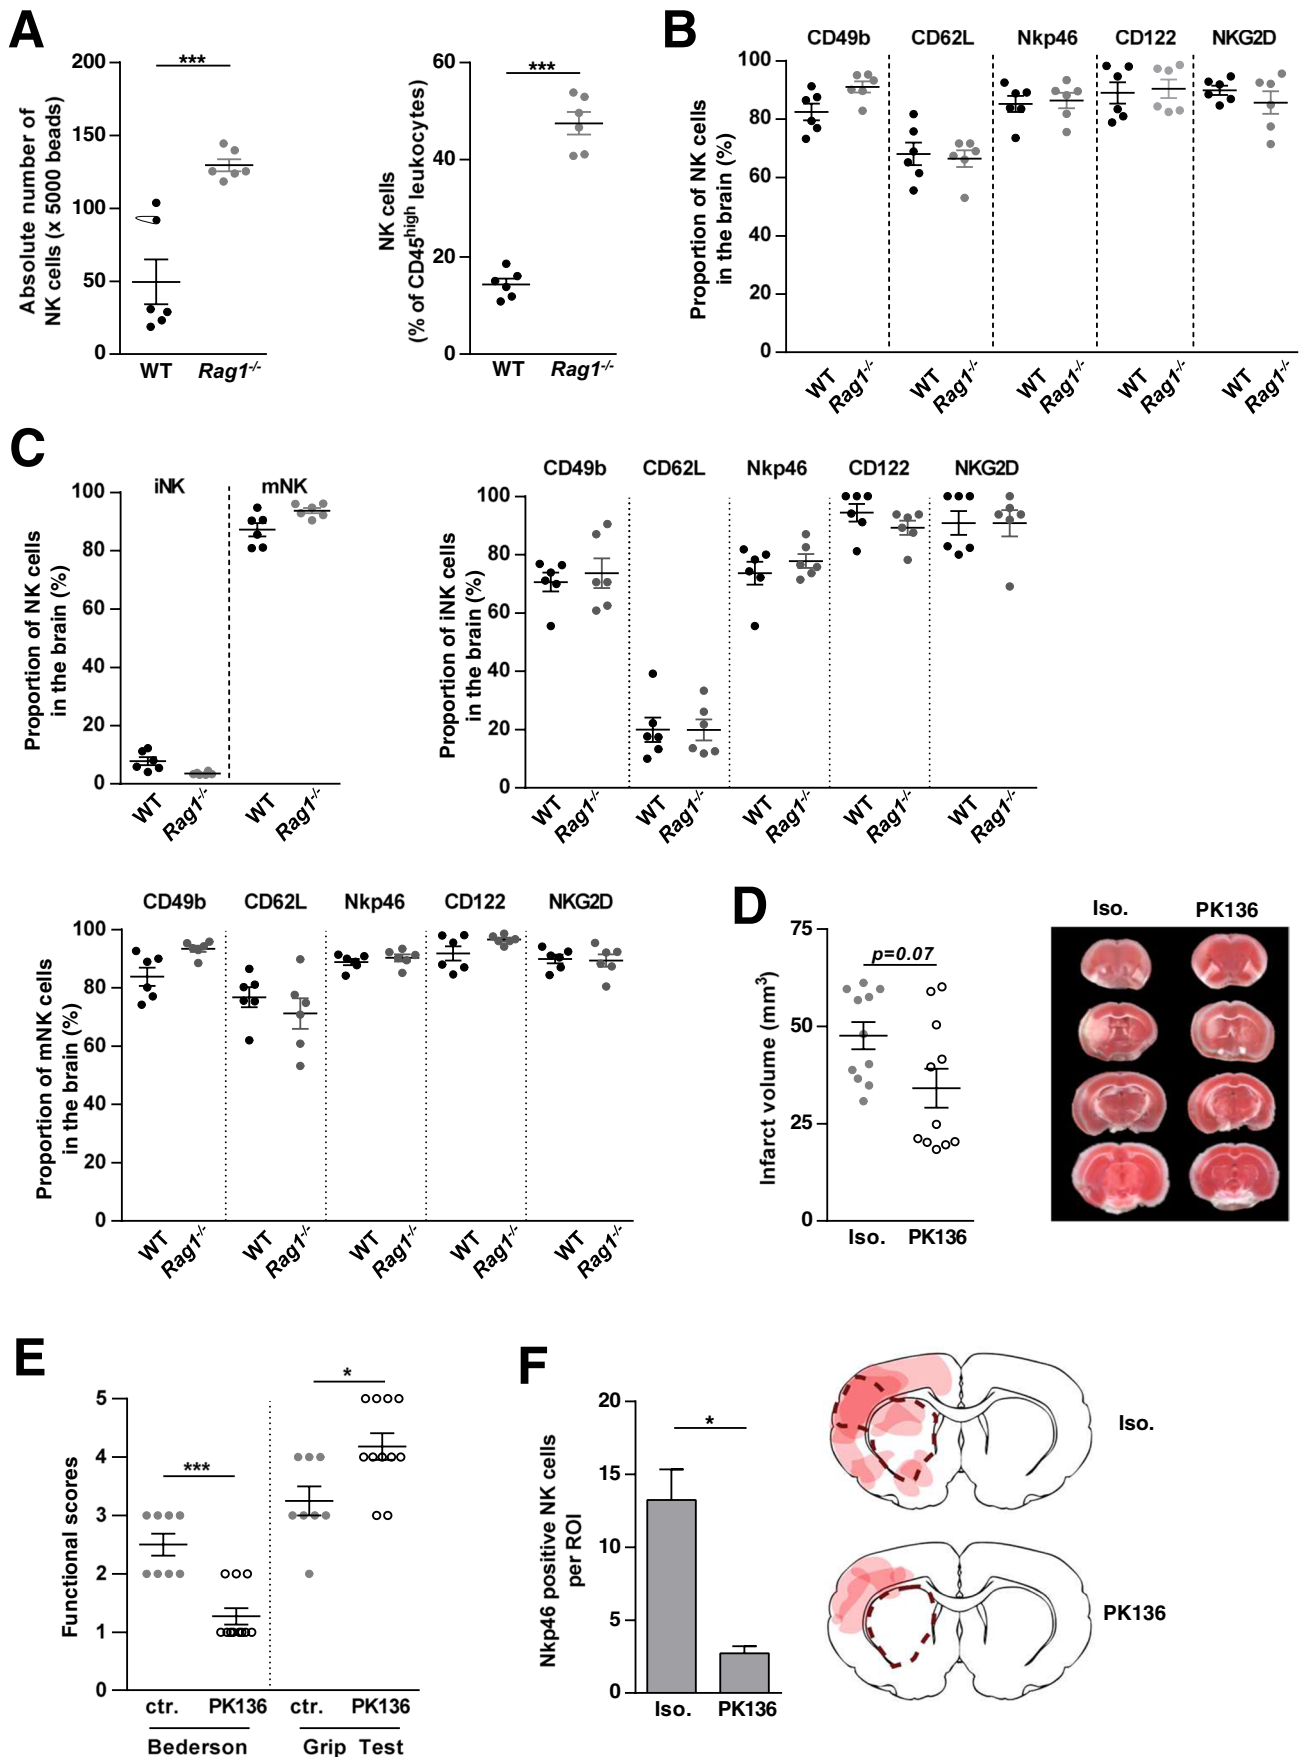 A
Absolute number of
NK cells (x 5000 beads)
200
150
100
50
0
***
WT
Rag1-/-
NK cells
(% of CD45high leukocytes)
60
40
20
0
***
WT
Rag1-/-
B
CD49b CD62L Nkp46 CD122 NKG2D
Proportion of NK cells
in the brain (%)
100
80
60
40
20
0
WT Rag1-/- WT Rag1-/- WT Rag1-/- WT Rag1-/- WT Rag1-/-
C
iNK mNK
Proportion of NK cells
in the brain (%)
100
80
60
40
20
0
WT Rag1-/- WT Rag1-/-
CD49b CD62L Nkp46 CD122 NKG2D
Proportion of iNK cells
in the brain (%)
100
80
60
40
20
0
WT Rag1-/- WT Rag1-/- WT Rag1-/- WT Rag1-/- WT Rag1-/-
CD49b CD62L Nkp46 CD122 NKG2D
Proportion of mNK cells
in the brain (%)
100
80
60
40
20
0
WT Rag1-/- WT Rag1-/- WT Rag1-/- WT Rag1-/- WT Rag1-/-
D
Infarct volume (mm3)
75
50
25
0
p=0.07
Iso. PK136
Iso. PK136
E
Functional scores
5
4
3
2
1
0
***
*
ctr. PK136 ctr. PK136
Bederson Grip Test
F
Nkp46 positive NK cells
per ROI
20
15
10
5
0
*
Iso. PK136
Iso.
PK136